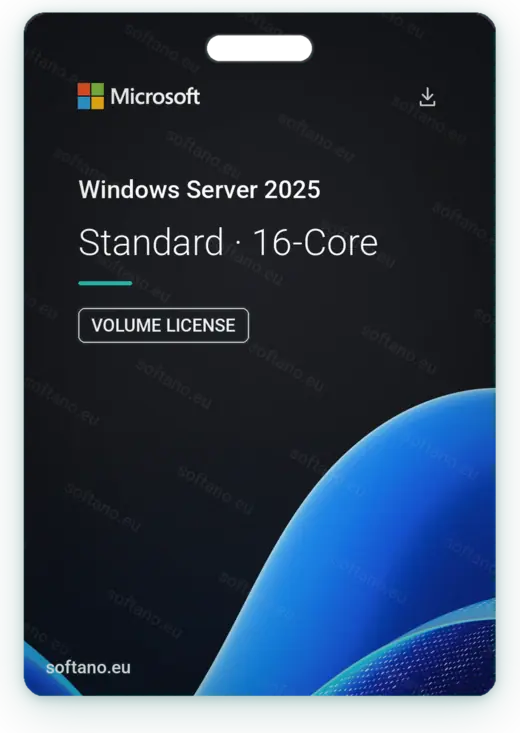 Microsoft
Windows Server 2025
Standard · 16-Core
VOLUME LICENSE
softano.eu